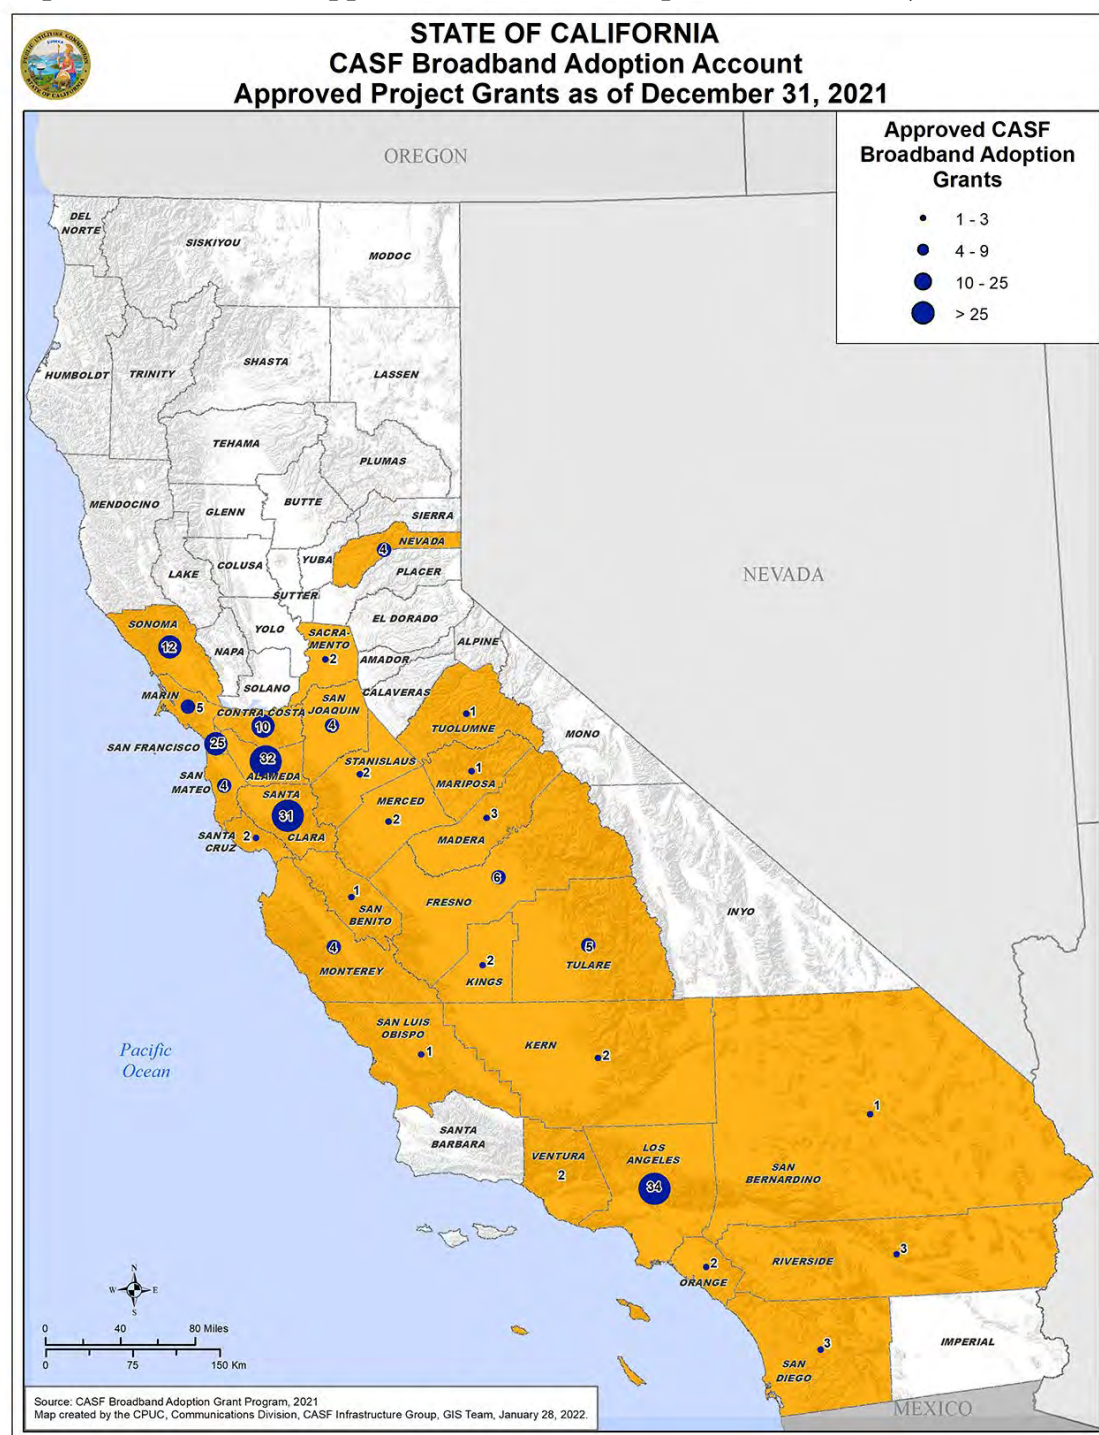 STATE OF CALIFORNIA
CASF Broadband Adoption Account
Approved Project Grants as of December 31, 2021
Approved CASF
Broadband Adoption
Grants
1 - 3
4 - 9
10 - 25
> 25
OREGON
DEL
NORTE
SISKIYOU
MODOC
HUMBOLDT
TRINITY
SHASTA
LASSEN
TEHAMA
PLUMAS
MENDOCINO
GLENN
BUTTE
SIERRA
NEVADA
4
LAKE
COLUSA
YUBA
PLACER
SUTTER
NEVADA
SONOMA
12
NAPA
YOLO
SACRA-
MENTO
2
EL DORADO
ALPINE
AMADOR
SOLANO
CALAVERAS
MARIN
5
CONTRA COSTA
10
SAN
JOAQUIN
4
1
TUOLUMNE
MONO
SAN FRANCISCO
25
32
ALAMEDA
STANISLAUS
2
1
MARIPOSA
SAN
MATEO
4
SANTA
31
CLARA
MERCED
2
3
MADERA
SANTA
CRUZ
2
6
FRESNO
1
SAN
BENITO
INYO
4
MONTEREY
2
KINGS
5
TULARE
SAN LUIS
OBISPO
1
KERN
2
Pacific
Ocean
1
SAN
BERNARDINO
SANTA
BARBARA
VENTURA
2
LOS
ANGELES
34
2
ORANGE
RIVERSIDE
3
3
SAN
DIEGO
IMPERIAL
MEXICO
N
W
E
S
0
40
80 Miles
0
75
150 Km
Source: CASF Broadband Adoption Grant Program, 2021
Map created by the CPUC, Communications Division, CASF Infrastructure Group, GIS Team, January 28, 2022.